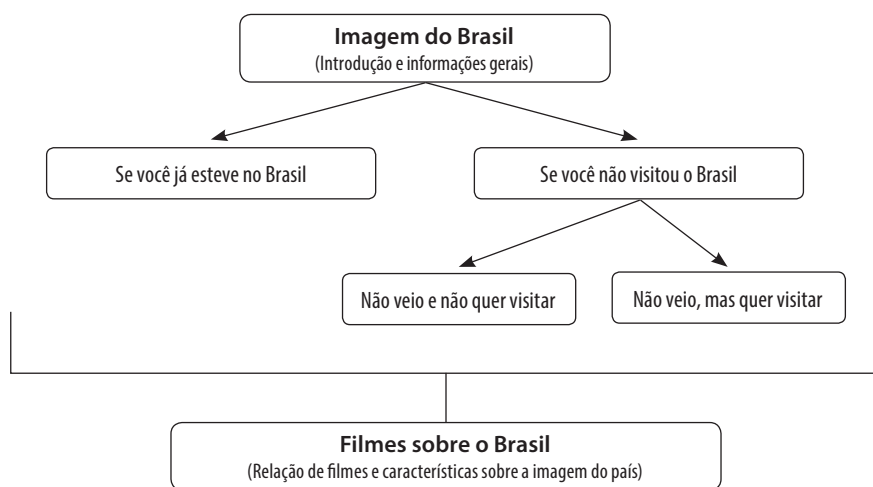 Imagem do Brasil
(Introdução e informações gerais)
Se você já esteve no Brasil
Se você não visitou o Brasil
Não veio e não quer visitar
Não veio, mas quer visitar
Filmes sobre o Brasil
(Relação de filmes e características sobre a imagem do país)